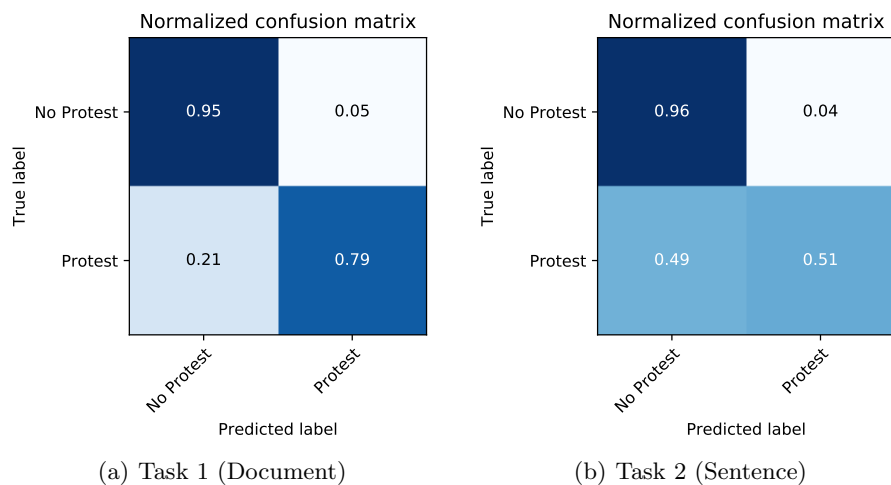 Normalized confusion matrix
No Protest
Protest
True label
0.95
0.05
0.21
0.79
No Protest
Protest
Predicted label
(a) Task 1 (Document)
Normalized confusion matrix
No Protest
Protest
True label
0.96
0.04
0.49
0.51
No Protest
Protest
Predicted label
(b) Task 2 (Sentence)